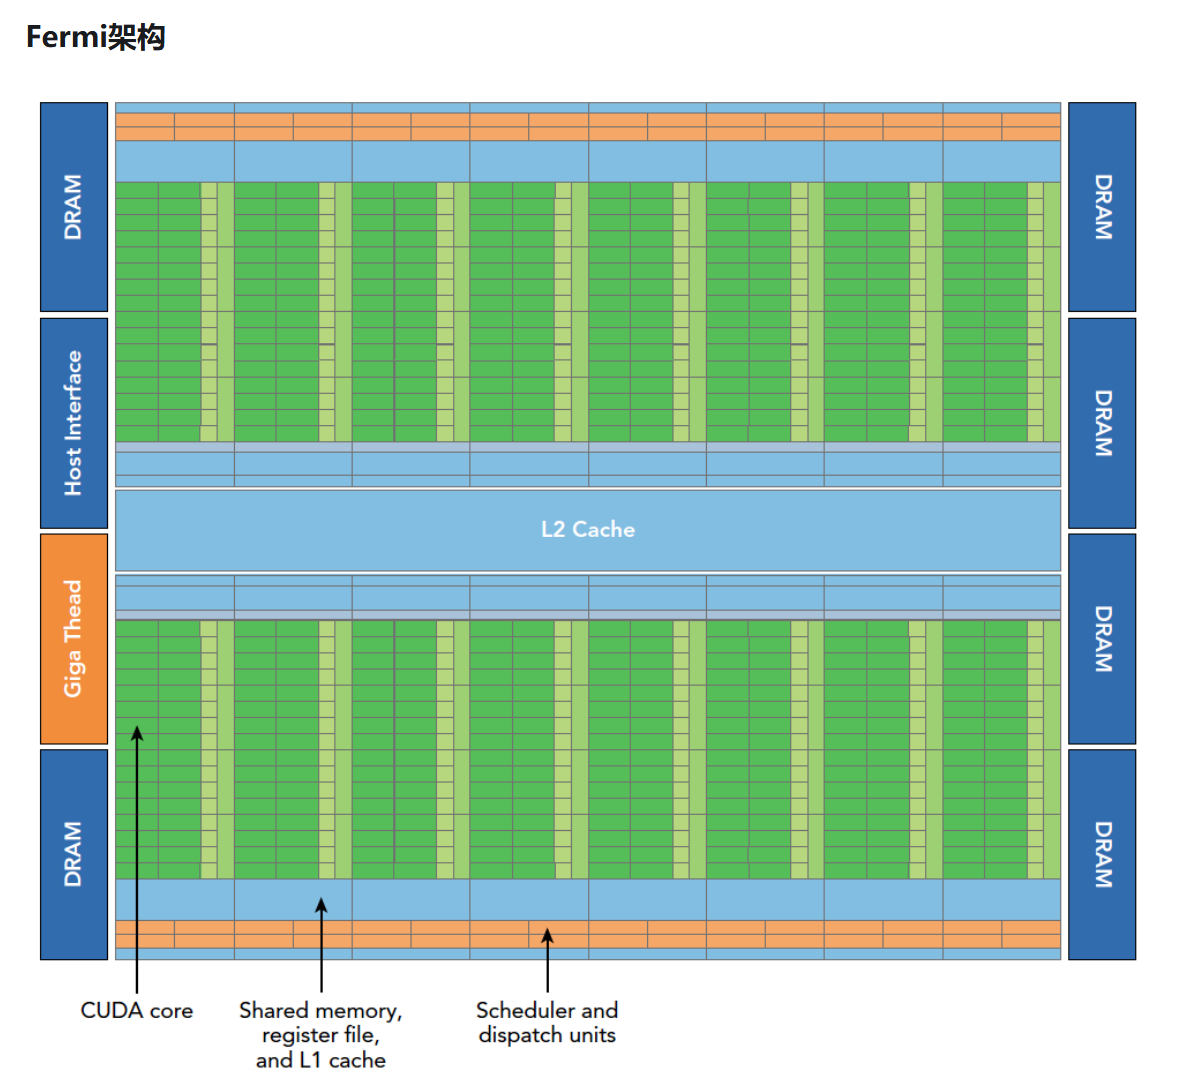 Fermi架构
DRAM
Host Interface
Giga Thead
DRAM
L2 Cache
DRAM
DRAM
DRAM
DRAM
CUDA core
Shared memory,
register file,
and L1 cache
Scheduler and
dispatch units